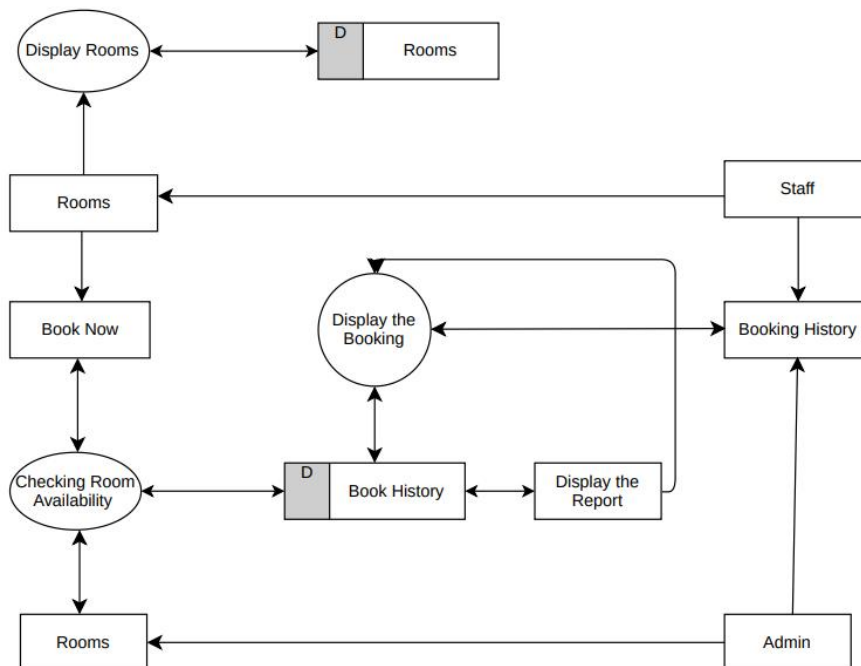 D
Display Rooms
Rooms
Staff
Rooms
Display the
Booking
Book Now
Booking History
D
Checking Room
Availability
Book History
Display the
Report
Rooms
Admin